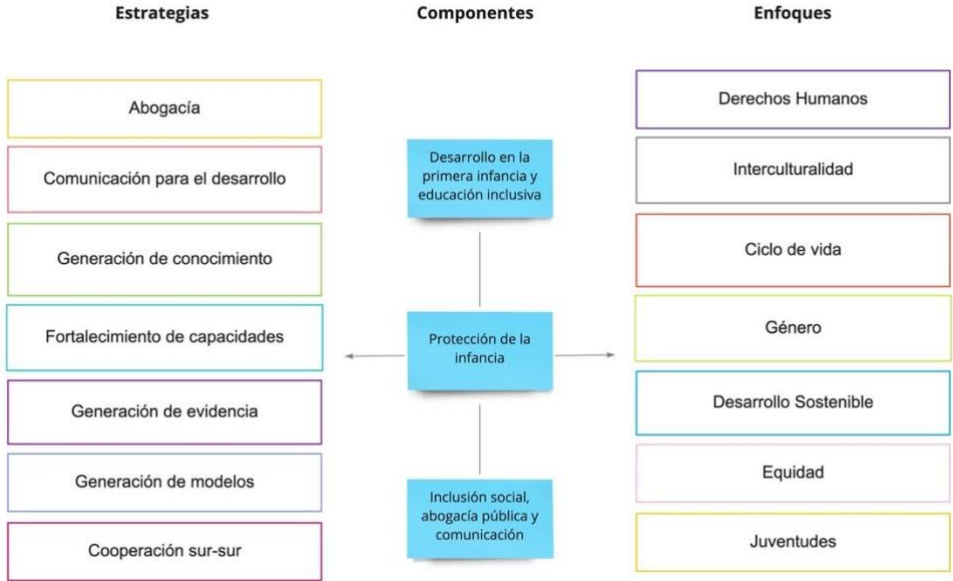 Estrategias
Componentes
Enfoques
Abogacía
Comunicación para el desarrollo
Generación de conocimiento
Fortalecimiento de capacidades
Generación de evidencia
Generación de modelos
Cooperación sur-sur
Desarrollo en la
primera infancia y
educación inclusiva
Protección de la
infancia
Inclusión social,
abogacía pública y
comunicación
Derechos Humanos
Interculturalidad
Ciclo de vida
Género
Desarrollo Sostenible
Equidad
Juventudes